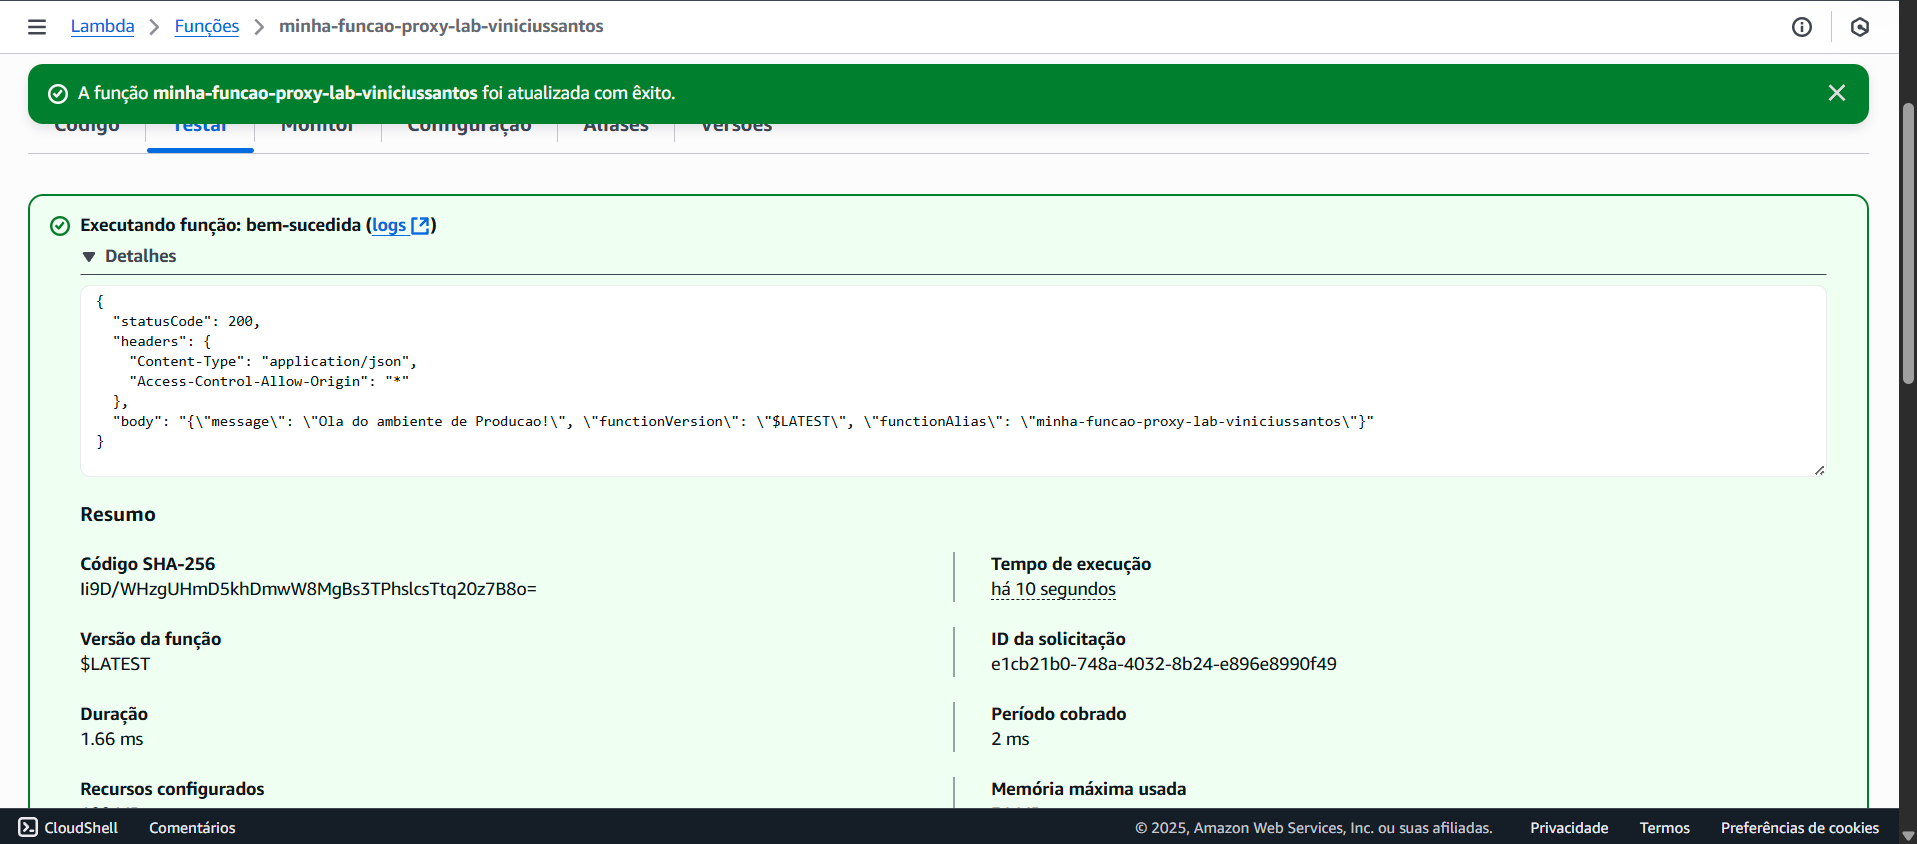 Lambda > Funções > minha-funcao-proxy-lab-viniciussantos
A função minha-funcao-proxy-lab-viniciussantos foi atualizada com êxito.
Código Testar Monitor Configuração Aliases Versões
Executando função: bem-sucedida (logs)
Detalhes
{
"statusCode": 200,
"headers": {
"Content-Type": "application/json",
"Access-Control-Allow-Origin": "*"
},
"body": "{\"message\": \"Ola do ambiente de Producao!\", \"functionVersion\": \"$LATEST\", \"functionAlias\": \"minha-funcao-proxy-lab-viniciussantos\"}"
}
Resumo
Código SHA-256
Ii9D/WHzgUHmD5khDmwW8MgBs3TPhslcsTtq20z7B8o=
Tempo de execução
há 10 segundos
Versão da função
$LATEST
ID da solicitação
e1cb21b0-748a-4032-8b24-e896e8990f49
Duração
1.66 ms
Período cobrado
2 ms
Recursos configurados
Memória máxima usada
CloudShell Comentários © 2025, Amazon Web Services, Inc. ou suas afiliadas. Privacidade Termos Preferências de cookies